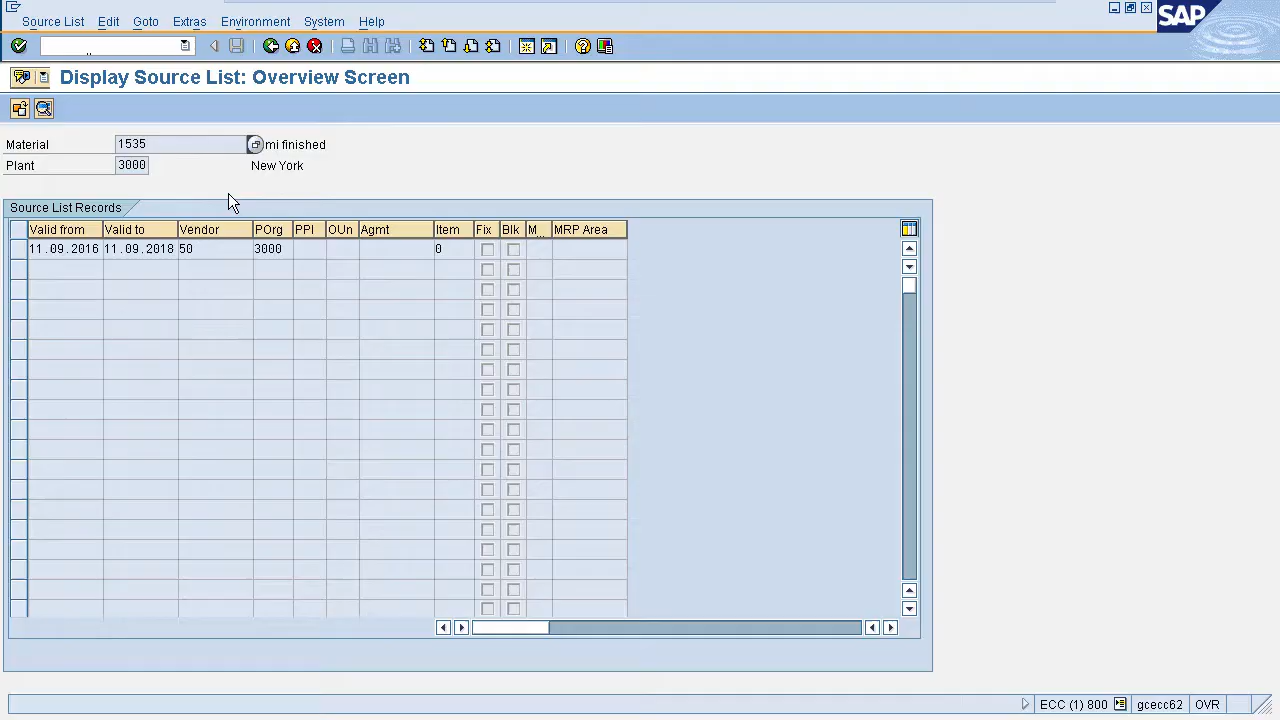 Source List Edit Goto Extras Environment System Help
SAP
Display Source List: Overview Screen
Material 1535 mi finished
Plant 3000 New York
Source List Records
Valid from Valid to Vendor POrg PPl OUn Agmt Item Fix Blk M.. MRP Area
11.09.2016 11.09.2018 50 3000 0
ECC (1) 800 gcecc62 OVR